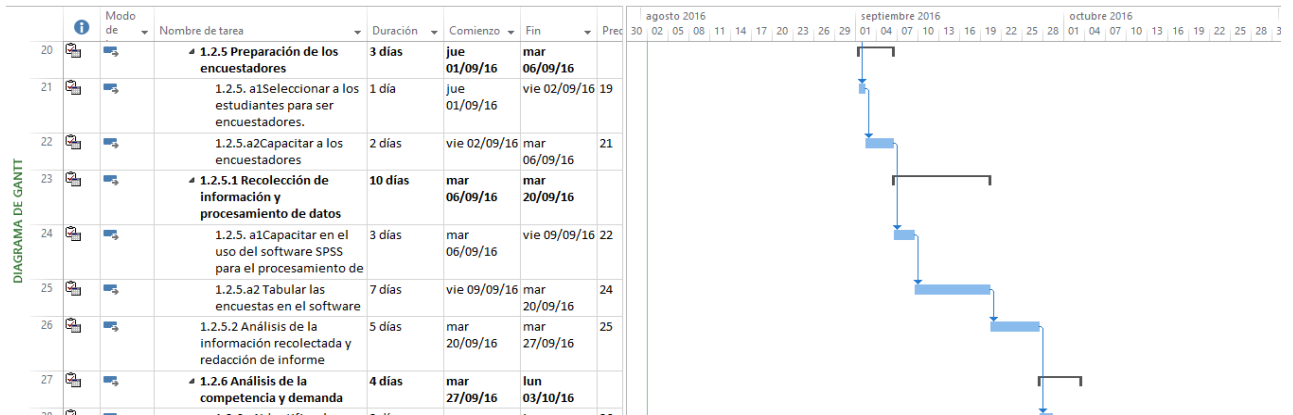 Modo de
Nombre de tarea
Duración
Comienzo
Fin
Pred
agosto 2016
septiembre 2016
octubre 2016
30 02 05 08 11 14 17 20 23 26 29 01 04 07 10 13 16 19 22 25 28 01 04 07 10 13 16 19 22 25 28 3
DIAGRAMA DE GANTT
20 1.2.5 Preparación de los 3 días jue mar
encuestadores 01/09/16 06/09/16
21 1.2.5. a1Seleccionar a los 1 día jue vie 02/09/16 19
estudiantes para ser 01/09/16
encuestadores.
22 1.2.5.a2Capacitar a los 2 días vie 02/09/16 mar 21
encuestadores 06/09/16
23 1.2.5.1 Recolección de 10 días mar mar
información y 06/09/16 20/09/16
procesamiento de datos
24 1.2.5. a1Capacitar en el 3 días mar vie 09/09/16 22
uso del software SPSS 06/09/16
para el procesamiento de
25 1.2.5.a2 Tabular las 7 días vie 09/09/16 mar 24
encuestas en el software 20/09/16
26 1.2.5.2 Análisis de la 5 días mar mar 25
información recolectada y 20/09/16 27/09/16
redacción de informe
27 1.2.6 Análisis de la 4 días mar lun
competencia y demanda 27/09/16 03/10/16